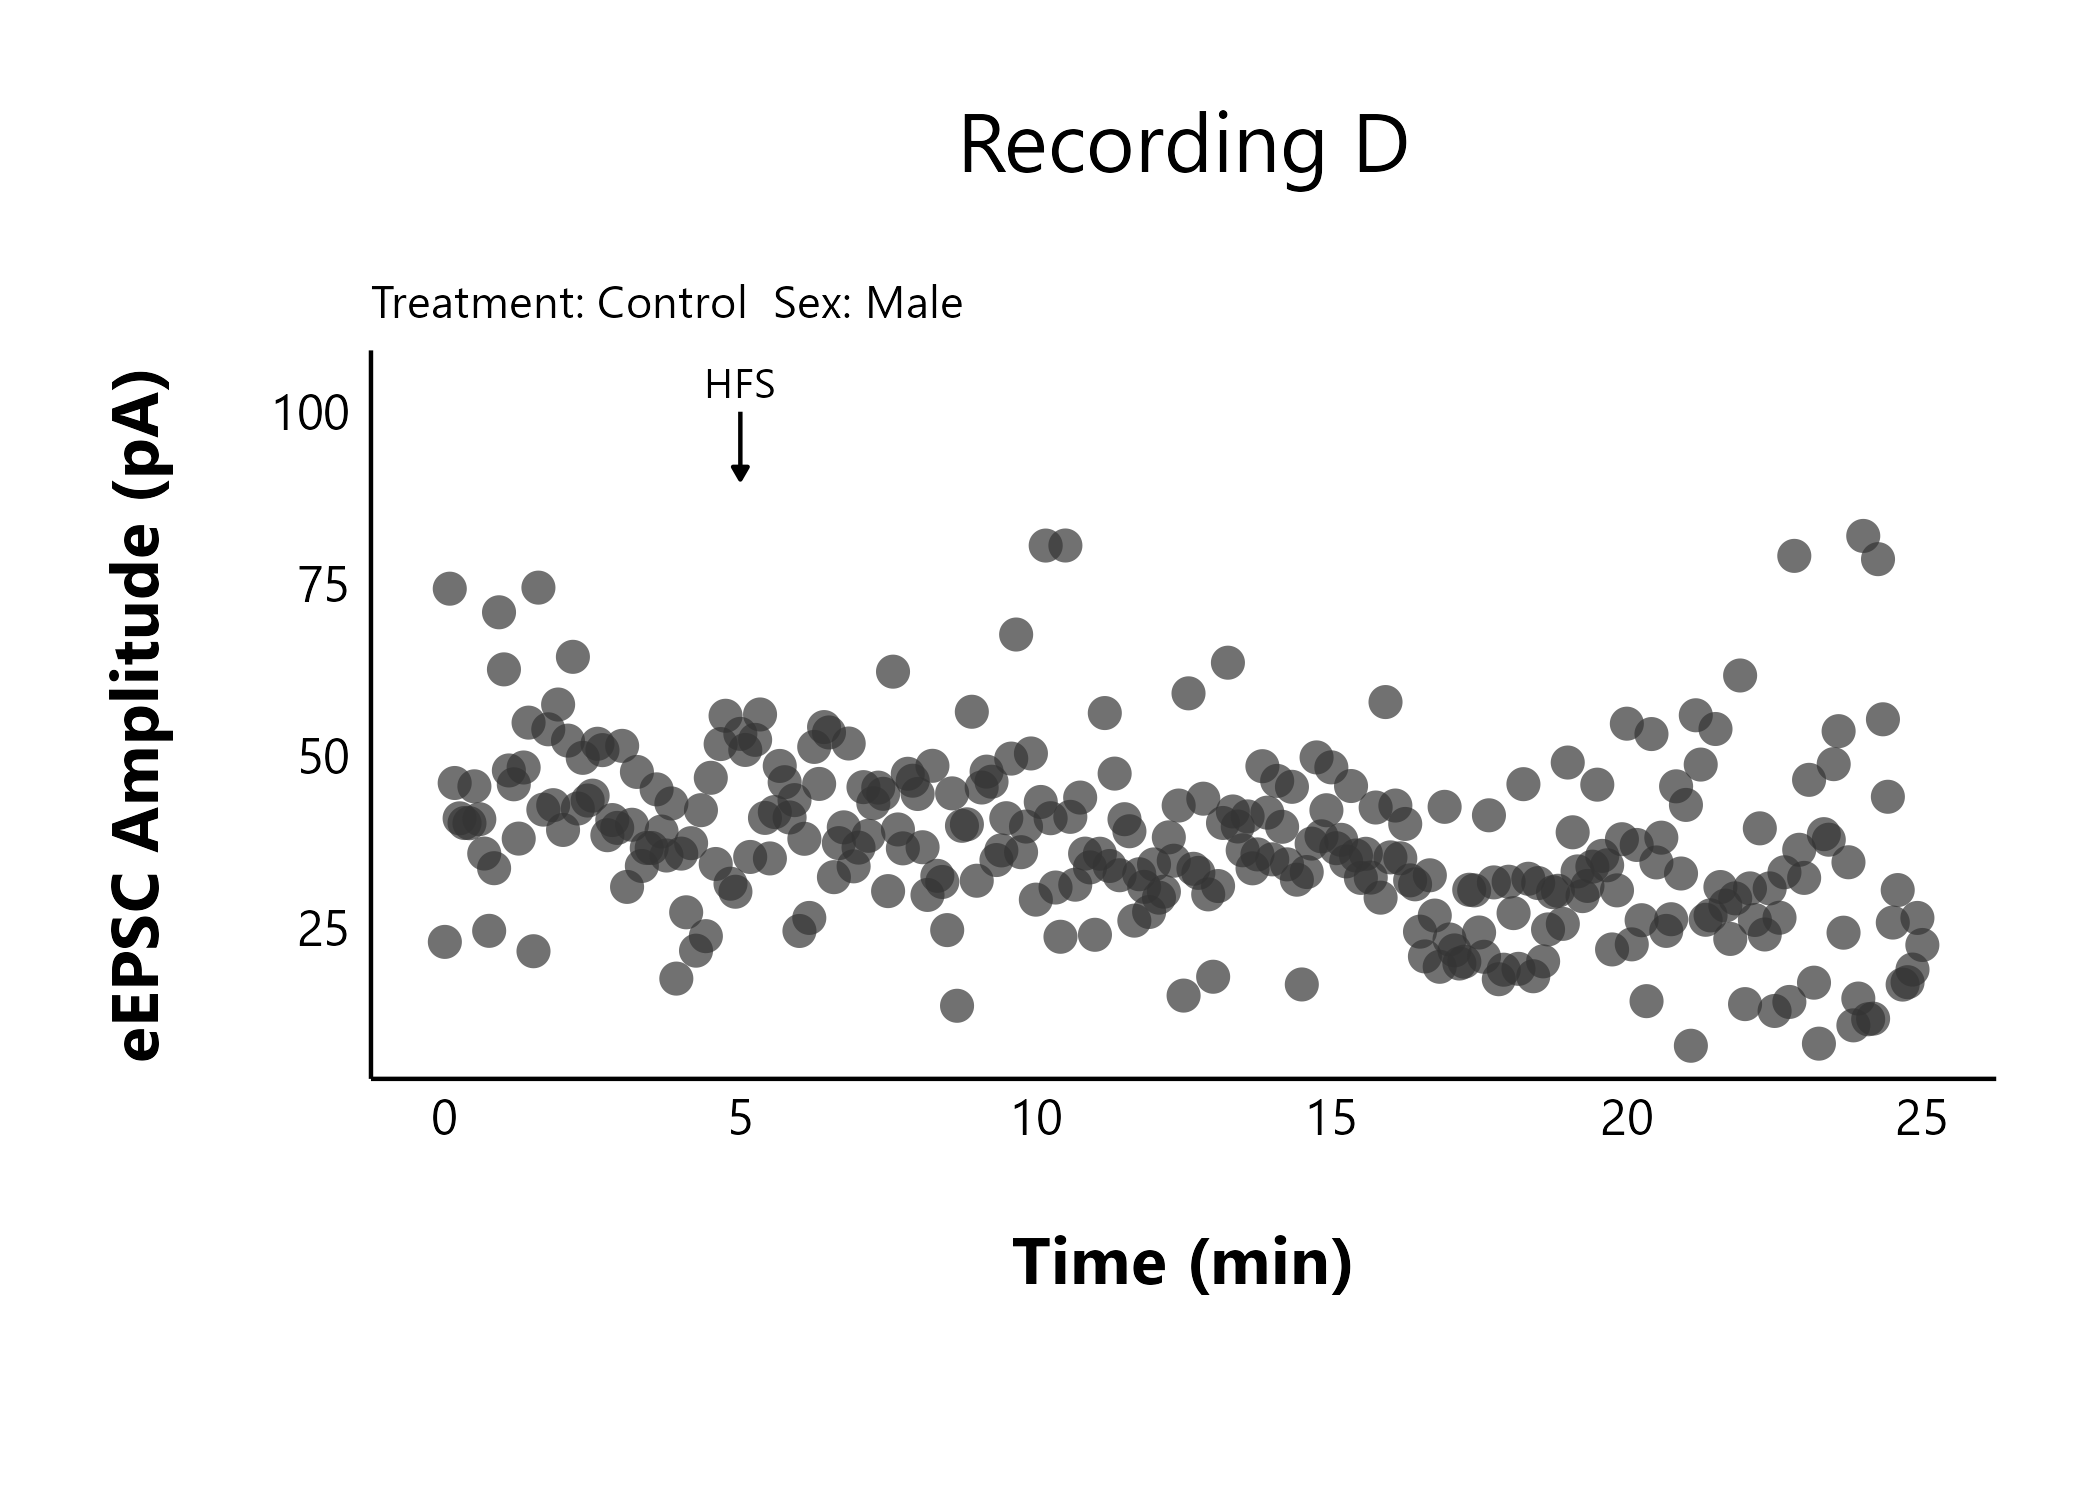 Recording D
Treatment: Control  Sex: Male
HFS
eEPSC Amplitude (pA)
100
75
50
25
0 5 10 15 20 25
Time (min)